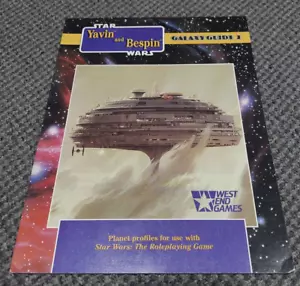 STAR
Yavin and Bespin
WARS
GALAXY GUIDE 2
WEST
END
GAMES
Planet profiles for use with
Star Wars: The Roleplaying Game